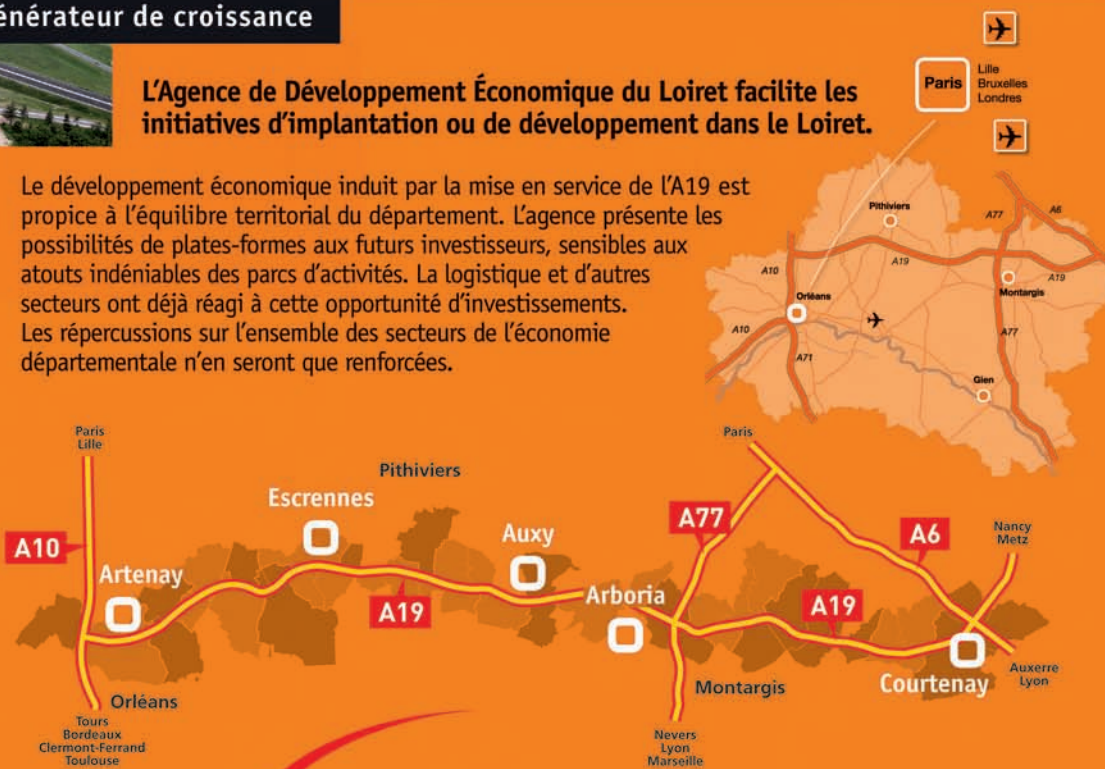 énérateur de croissance
L'Agence de Développement Économique du Loiret facilite les
initiatives d'implantation ou de développement dans le Loiret.
Le développement économique induit par la mise en service de l'A19 est
propice à l'équilibre territorial du département. L'agence présente les
possibilités de plates-formes aux futurs investisseurs, sensibles aux
atouts indéniables des parcs d'activités. La logistique et d'autres
secteurs ont déjà réagi à cette opportunité d'investissements.
Les répercussions sur l'ensemble des secteurs de l'économie
départementale n'en seront que renforcées.
Paris
Lille
Bruxelles
Londres
Pithiviers
A77
A6
A10
A19
A19
Orléans
Montargis
A10
A71
A77
Gien
Paris
Lille
Paris
Pithiviers
Escrennes
A10
Artenay
Auxy
A77
A6
Nancy
Metz
A19
Arboria
A19
Orléans
Tours
Bordeaux
Clermont-Ferrand
Toulouse
Montargis
Nevers
Lyon
Marseille
Courtenay
Auxerre
Lyon